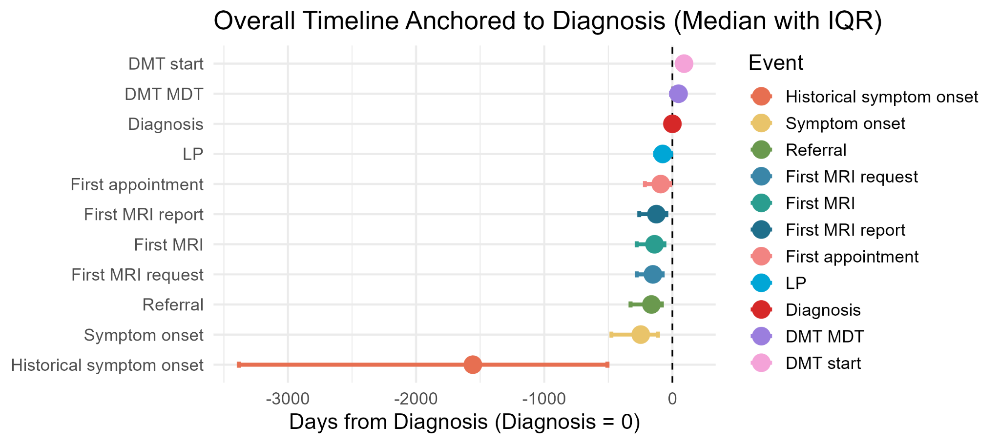 Overall Timeline Anchored to Diagnosis (Median with IQR)
DMT start
DMT MDT
Diagnosis
LP
First appointment
First MRI report
First MRI
First MRI request
Referral
Symptom onset
Historical symptom onset
-3000
-2000
-1000
0
Days from Diagnosis (Diagnosis = 0)
Event
Historical symptom onset
Symptom onset
Referral
First MRI request
First MRI
First MRI report
First appointment
LP
Diagnosis
DMT MDT
DMT start